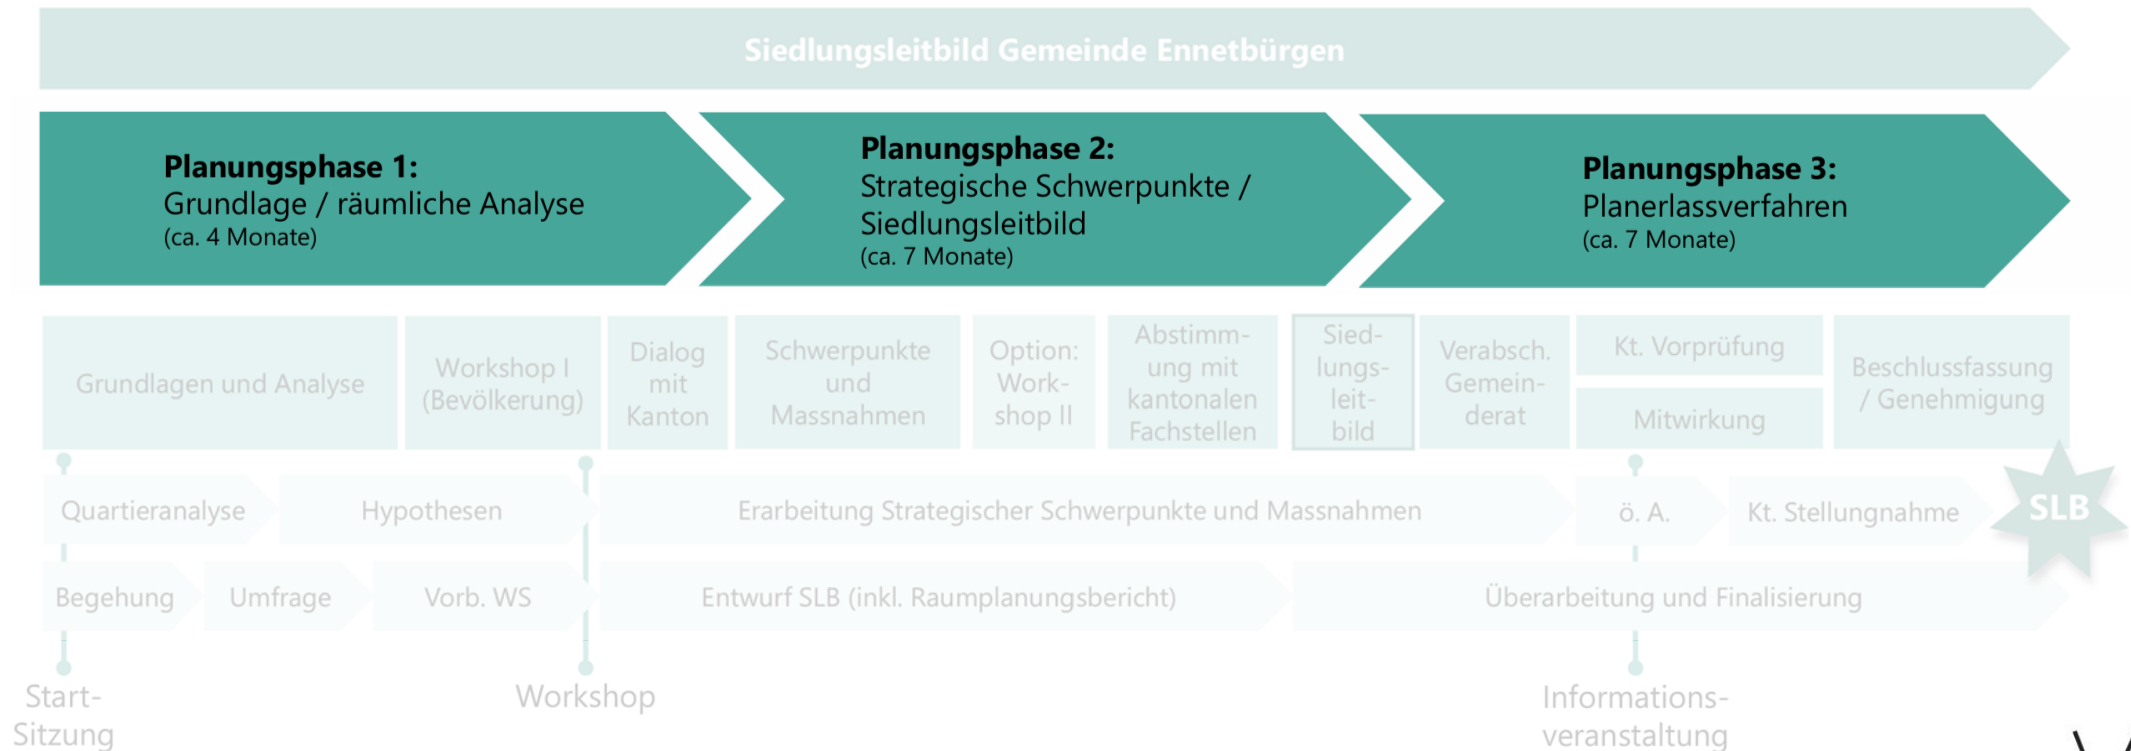 Siedlungsleitbild Gemeinde Ennetbürgen
Planungsphase 1:
Grundlage / räumliche Analyse
(ca. 4 Monate)
Planungsphase 2:
Strategische Schwerpunkte /
Siedlungsleitbild
(ca. 7 Monate)
Planungsphase 3:
Planerlassverfahren
(ca. 7 Monate)
Grundlagen und Analyse
Workshop I
(Bevölkerung)
Dialog
mit
Kanton
Schwerpunkte
und
Massnahmen
Option:
Work-
shop II
Abstimm-
ung mit
kantonalen
Fachstellen
Sied-
lungs-
leit-
bild
Verabsch.
Gemein-
derat
Kt. Vorprüfung
Mitwirkung
Beschlussfassung
/ Genehmigung
Quartieranalyse
Hypothesen
Erarbeitung Strategischer Schwerpunkte und Massnahmen
ö. A.
Kt. Stellungnahme
SLB
Begehung
Umfrage
Vorb. WS
Entwurf SLB (inkl. Raumplanungsbericht)
Überarbeitung und Finalisierung
Start-
Sitzung
Workshop
Informations-
veranstaltung